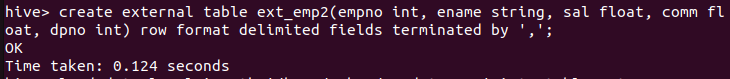 hive> create external table ext_emp2(empno int, ename string, sal float, comm fl
oat, dpno int) row format delimited fields terminated by ',';
OK
Time taken: 0.124 seconds